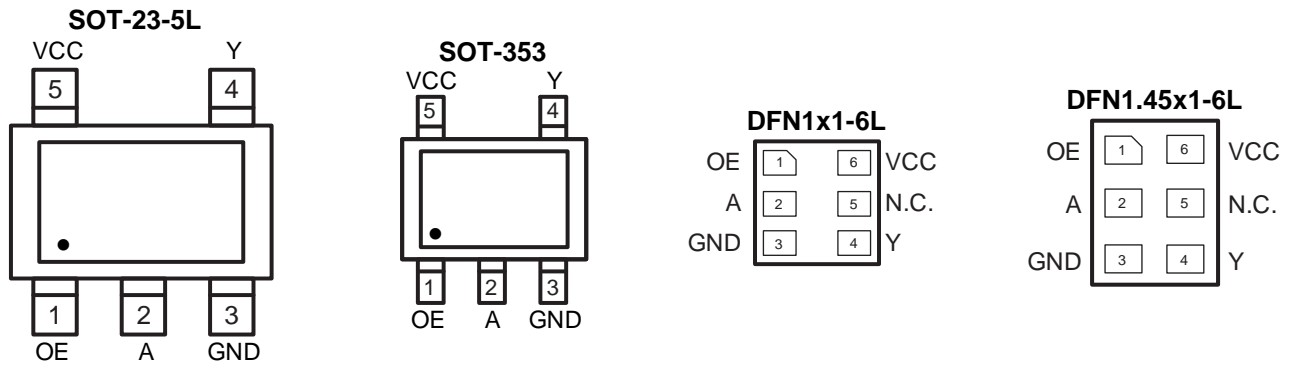 SOT-23-5L
VCC Y
5 4
1 2 3
OE A GND
SOT-353
VCC Y
5 4
1 2 3
OE A GND
DFN1x1-6L
OE 1 6 VCC
A 2 5 N.C.
GND 3 4 Y
DFN1.45x1-6L
OE 1 6 VCC
A 2 5 N.C.
GND 3 4 Y